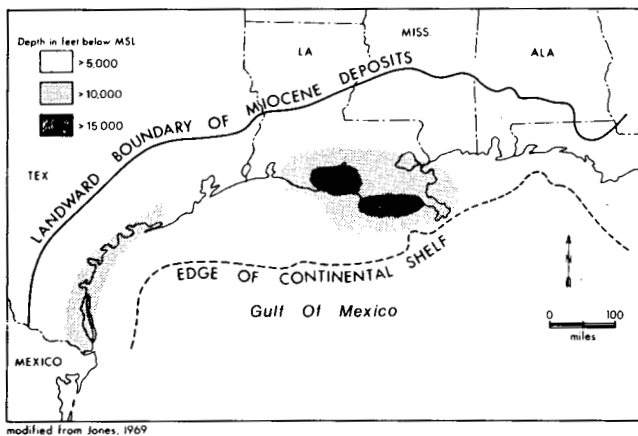 Depth in feet below MSL
>5,000
>10,000
>15 000
LA
MISS.
ALA
TEX
LANDWARD BOUNDARY OF MIOCENE DEPOSITS
EDGE OF CONTINENTAL SHELF
Gulf Of Mexico
N
0 100
miles
MEXICO
modified from Jones, 1969